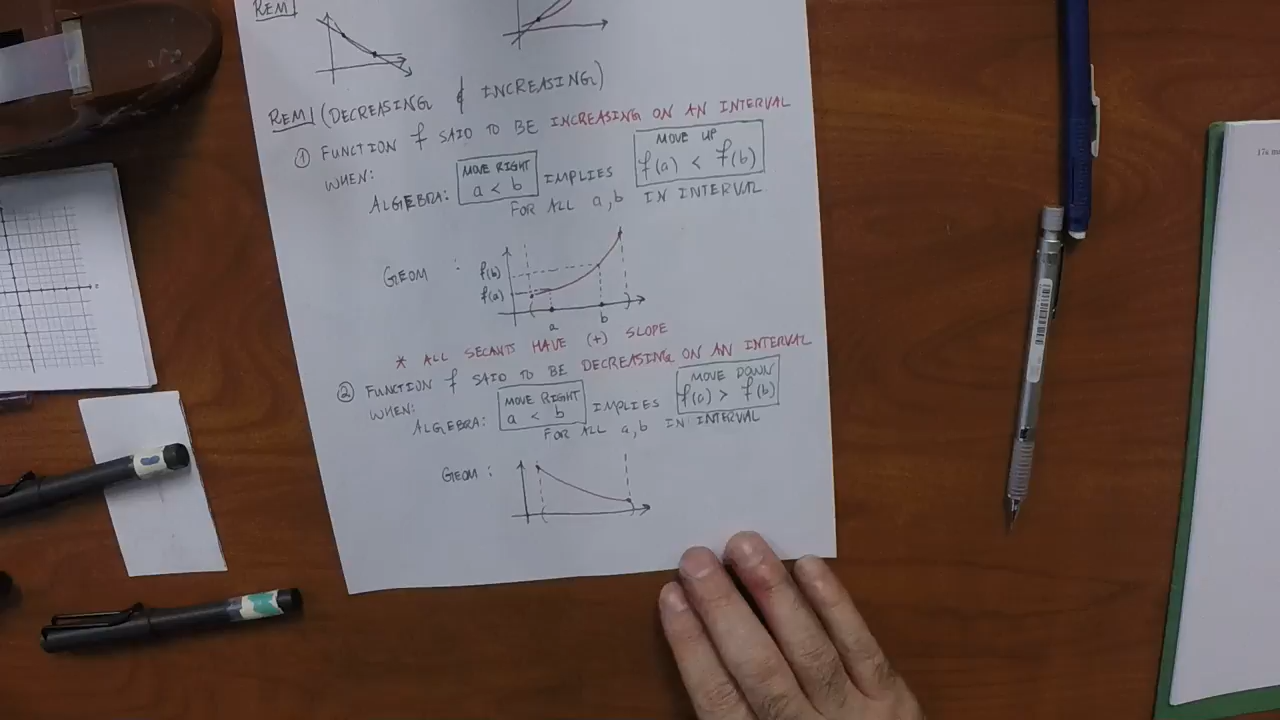 REM
REM (DECREASING & INCREASING)
① FUNCTION f SAID TO BE INCREASING ON AN INTERVAL
WHEN:
ALGEBRA: MOVE RIGHT a < b IMPLIES MOVE UP f(a) < f(b)
FOR ALL a, b IN INTERVAL
GEOM :
f(b)
f(a)
a b
* ALL SECANTS HAVE (+) SLOPE
② FUNCTION f SAID TO BE DECREASING ON AN INTERVAL
WHEN:
ALGEBRA: MOVE RIGHT a < b IMPLIES MOVE DOWN f(a) > f(b)
FOR ALL a, b IN INTERVAL
GEOM :